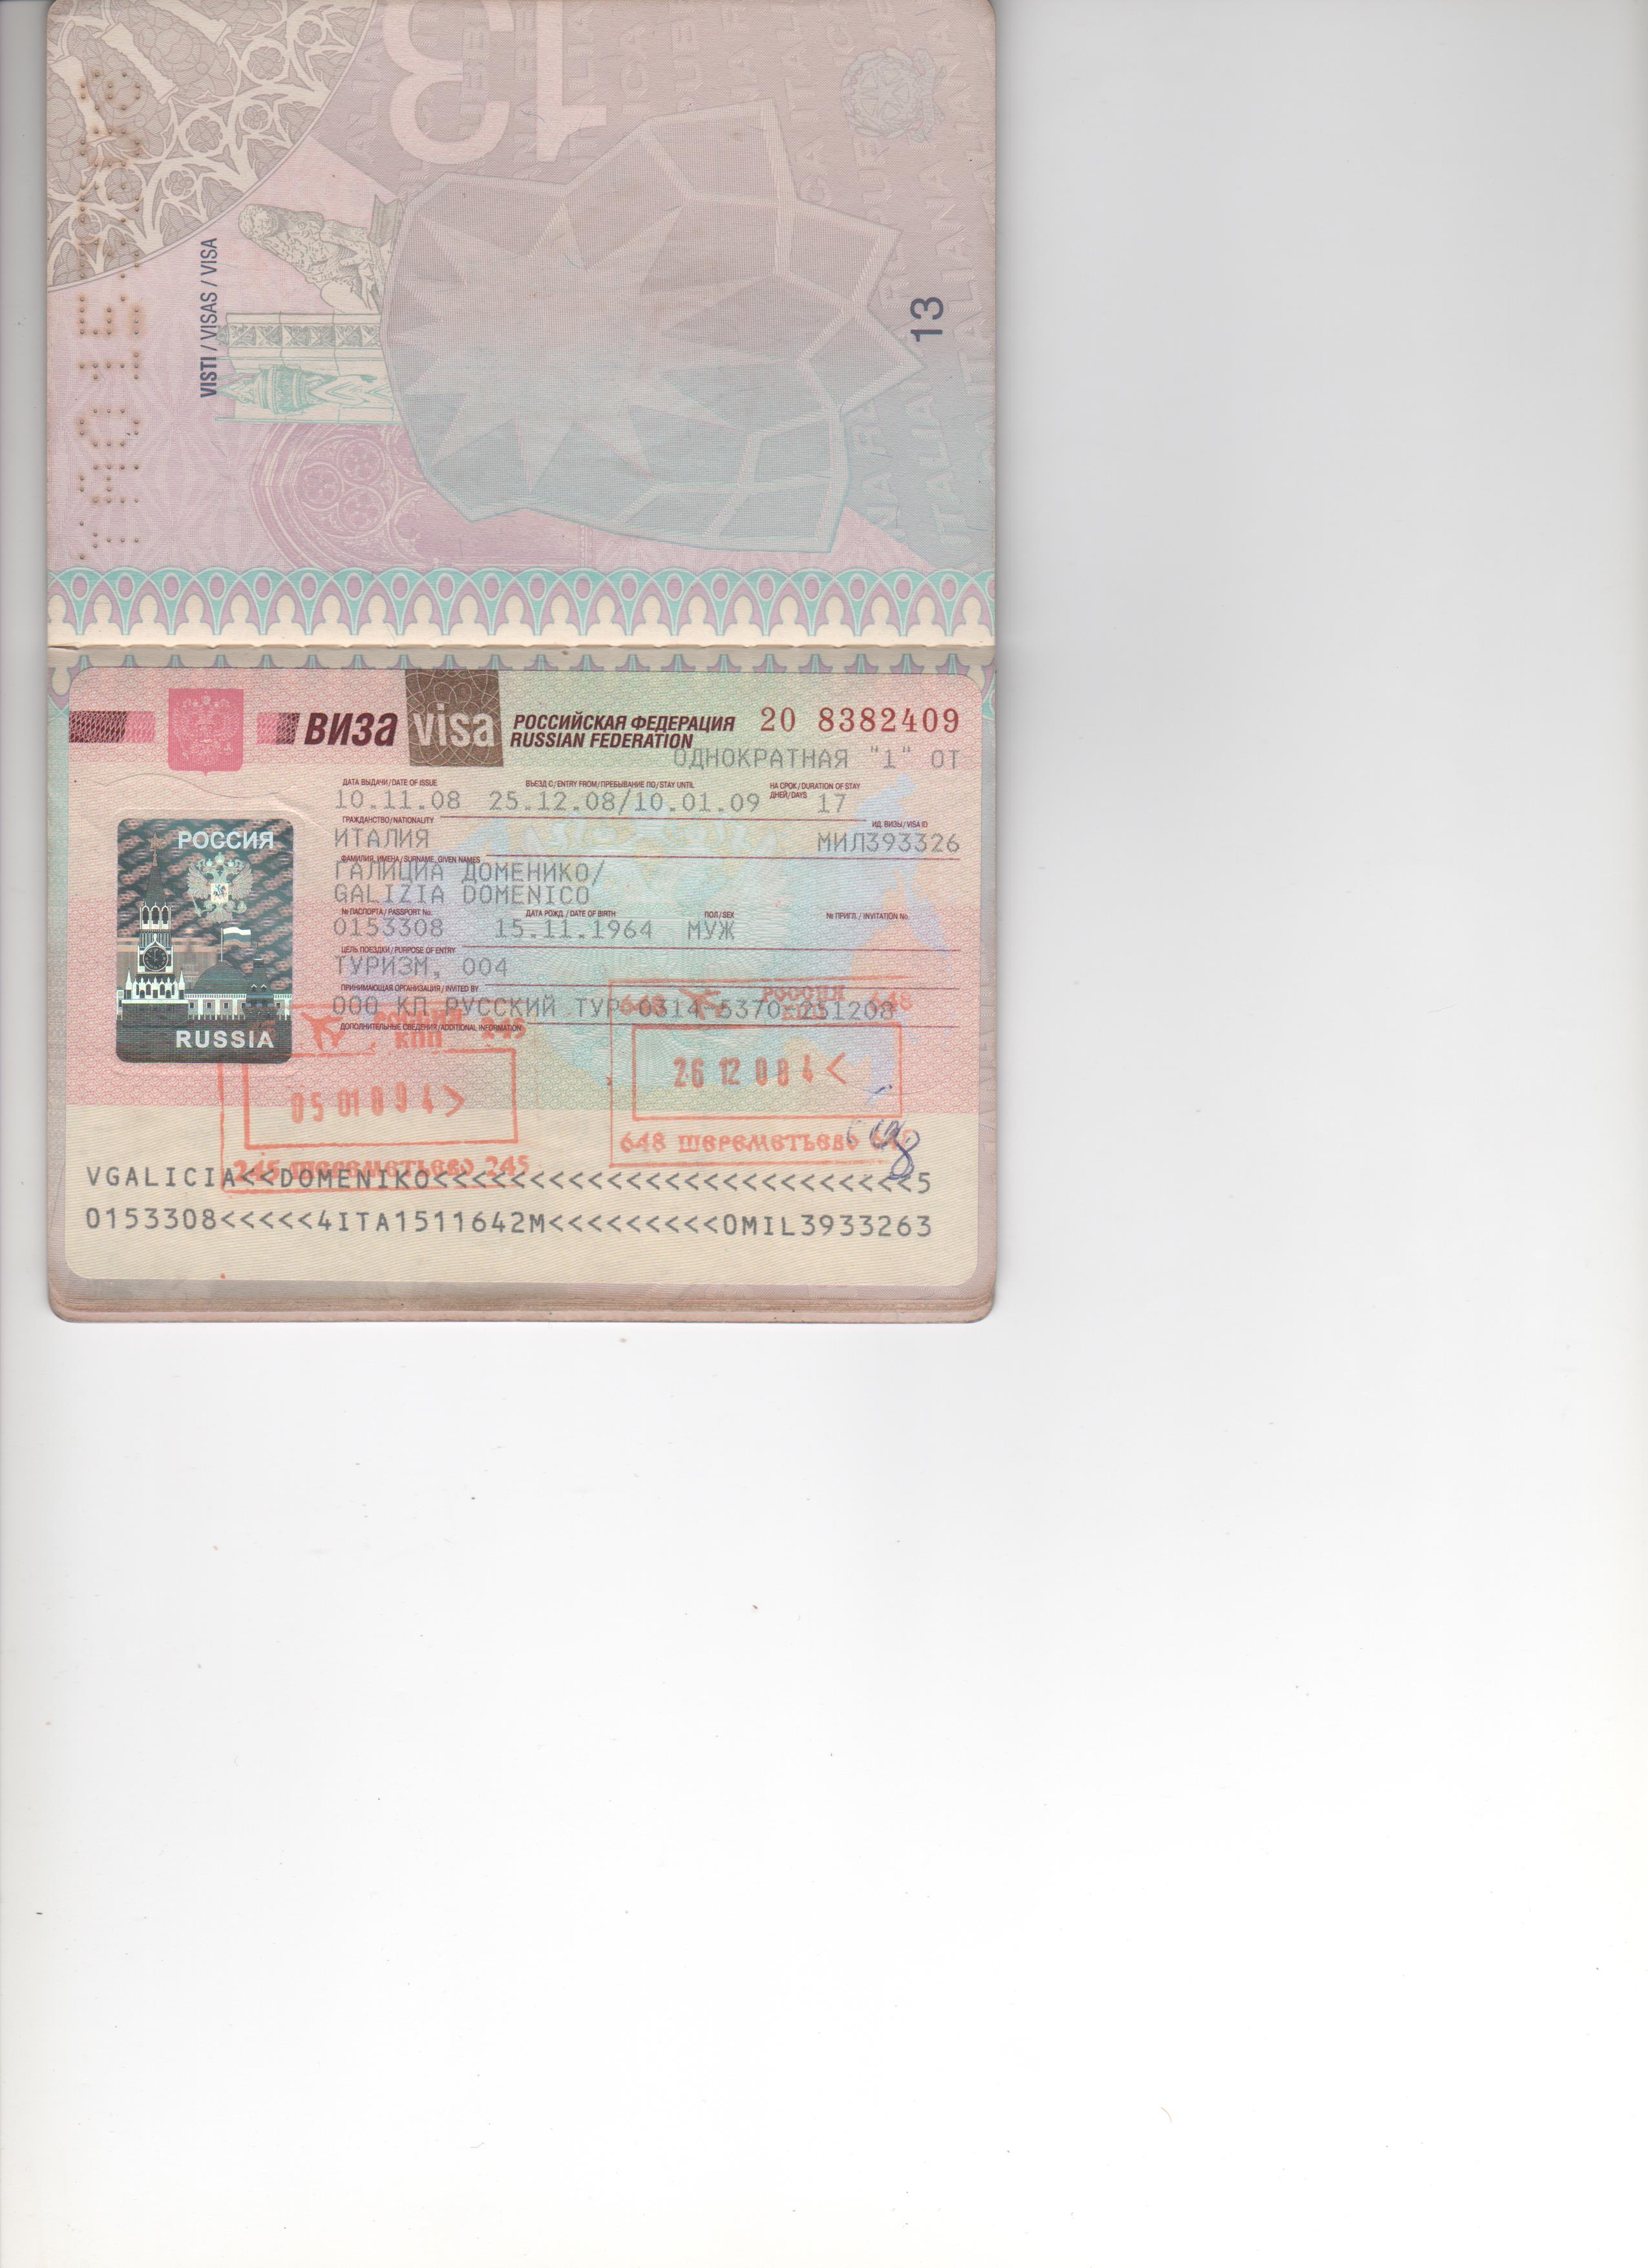 13
VISTI / VISAS / VISA
13
ВИЗА visa РОССИЙСКАЯ ФЕДЕРАЦИЯ 20 8382409
RUSSIAN FEDERATION
ОДНОКРАТНАЯ "1" ОТ
ДАТА ВЫДАЧИ/DATE OF ISSUE ВЪЕЗД С/ENTRY FROM/ПРЕБЫВАНИЕ ПО/STAY UNTIL НА СРОК/DURATION OF STAY
10.11.08 25.12.08/10.01.09 ДНЕЙ/DAYS 17
ГРАЖДАНСТВО/NATIONALITY ИД. ВИЗЫ/VISA ID
ИТАЛИЯ МИЛ393326
РОССИЯ
ФАМИЛИЯ, ИМЕНА/SURNAME, GIVEN NAMES
ГАЛИЦИА ДОМЕНИКО/
GALIZIA DOMENICO
№ ПАСПОРТА/PASSPORT No. ДАТА РОЖД./DATE OF BIRTH ПОЛ/SEX № ПРИГЛ./INVITATION No.
0153308 15.11.1964 МУЖ
ЦЕЛЬ ПОЕЗДКИ/PURPOSE OF ENTRY
ТУРИЗМ, 004
ПРИНИМАЮЩАЯ ОРГАНИЗАЦИЯ/INVITED BY
ООО КП РУССКИЙ ТУР-0314-5370-251208
ДОПОЛНИТЕЛЬНЫЕ СВЕДЕНИЯ/ADDITIONAL INFORMATION
RUSSIA
648 РОССИЯ 648
КПП 245
26 12 08 4 <
05 01 09 4 >
648 ШЕРЕМЕТЬЕВО
245 ШЕРЕМЕТЬЕВО 245
VGALICIA<<DOMENIKO<<<<<<<<<<<<<<<<<<<<<<<<<5
0153308<<<<<4ITA1511642M<<<<<<<<<0MIL3933263